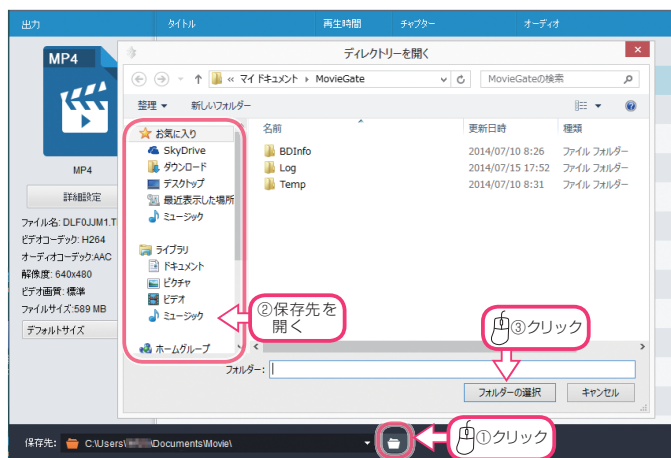 出力
タイトル
再生時間
チャプター
オーディオ
MP4
MP4
詳細設定
ファイル名: DLF0JJM1.T
ビデオコーデック: H264
オーディオコーデック:AAC
解像度: 640x480
ビデオ画質: 標準
ファイルサイズ:589 MB
デフォルトサイズ
ディレクトリーを開く
« マイ ドキュメント › MovieGate
MovieGateの検索
整理
新しいフォルダー
お気に入り
SkyDrive
ダウンロード
デスクトップ
最近表示した場所
ミュージック
ライブラリ
ドキュメント
ピクチャ
ビデオ
ミュージック
ホームグループ
名前
更新日時
種類
BDInfo
2014/07/10 8:26
ファイル フォルダー
Log
2014/07/15 17:52
ファイル フォルダー
Temp
2014/07/10 8:31
ファイル フォルダー
②保存先を
開く
③クリック
フォルダー:
フォルダーの選択
キャンセル
保存先:
C:\Users\
\Documents\Movie\
①クリック